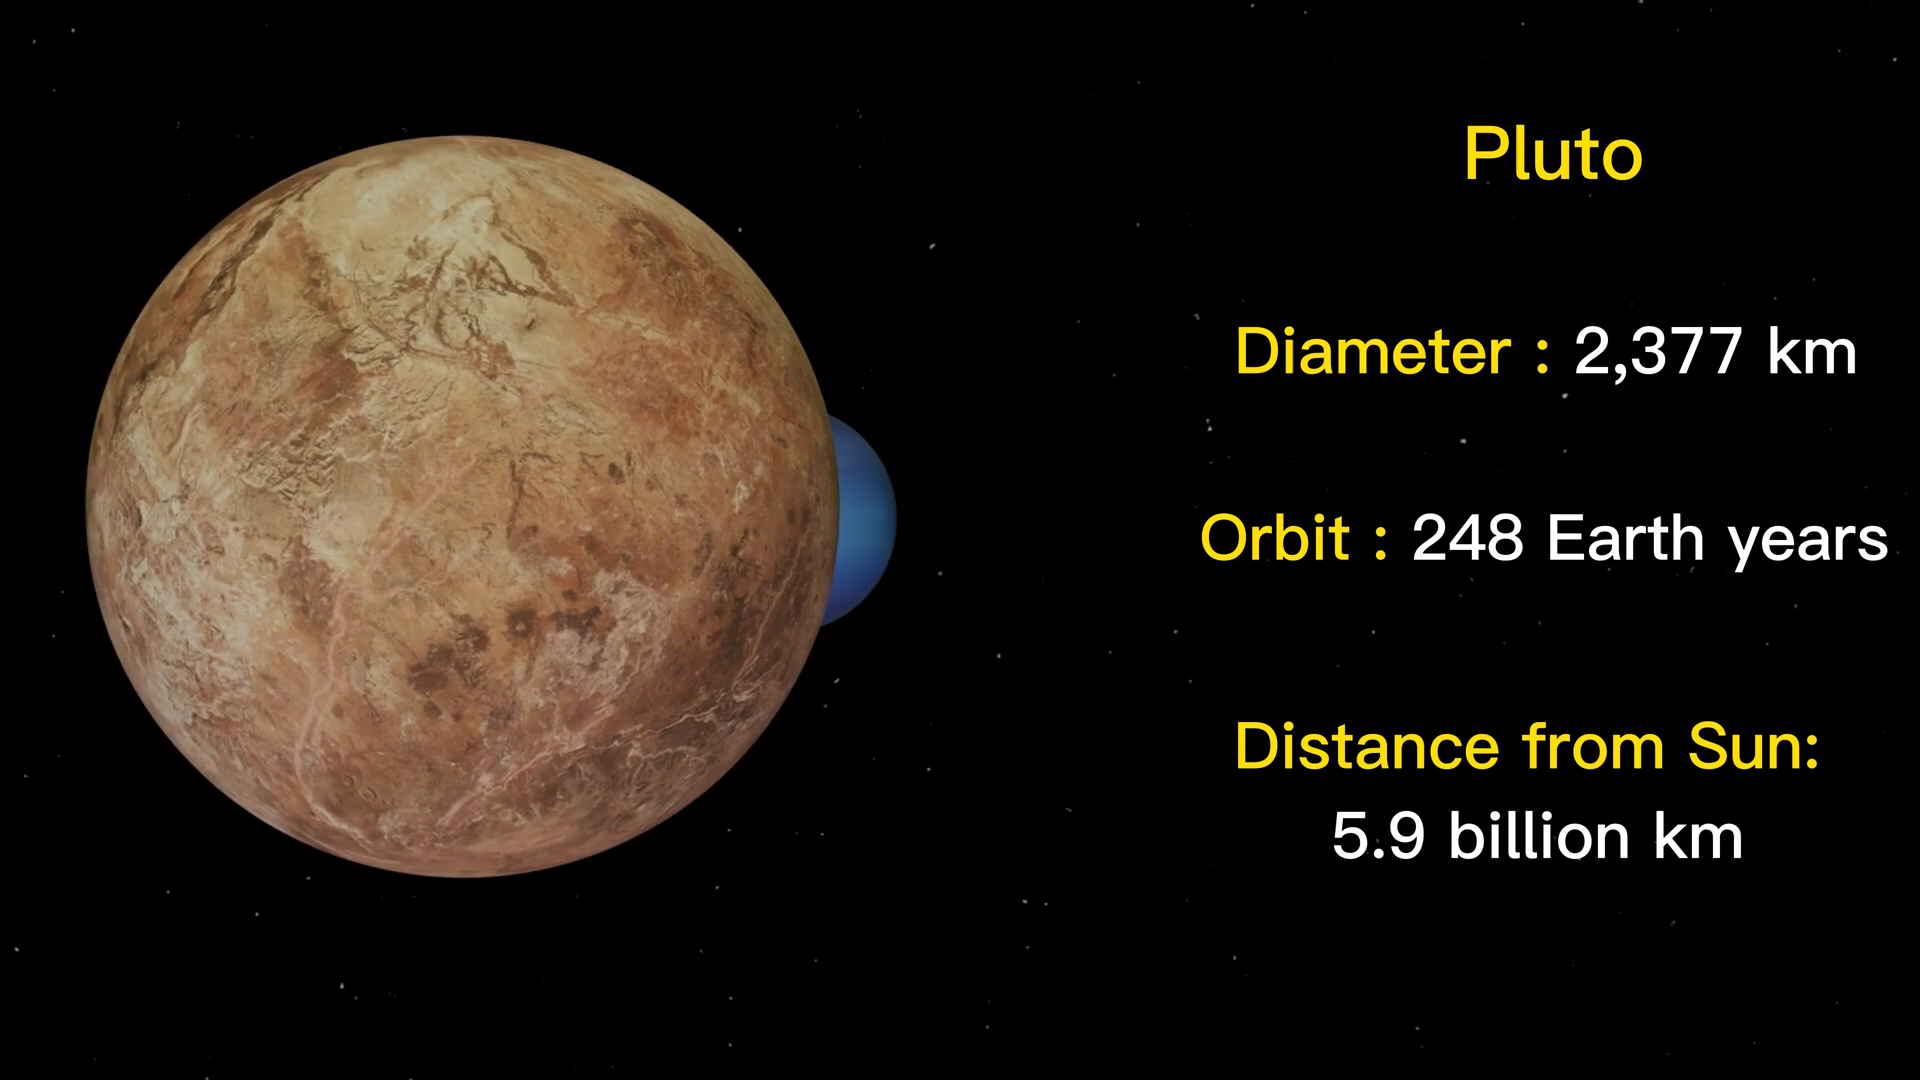 Pluto
Diameter : 2,377 km
Orbit : 248 Earth years
Distance from Sun:
5.9 billion km